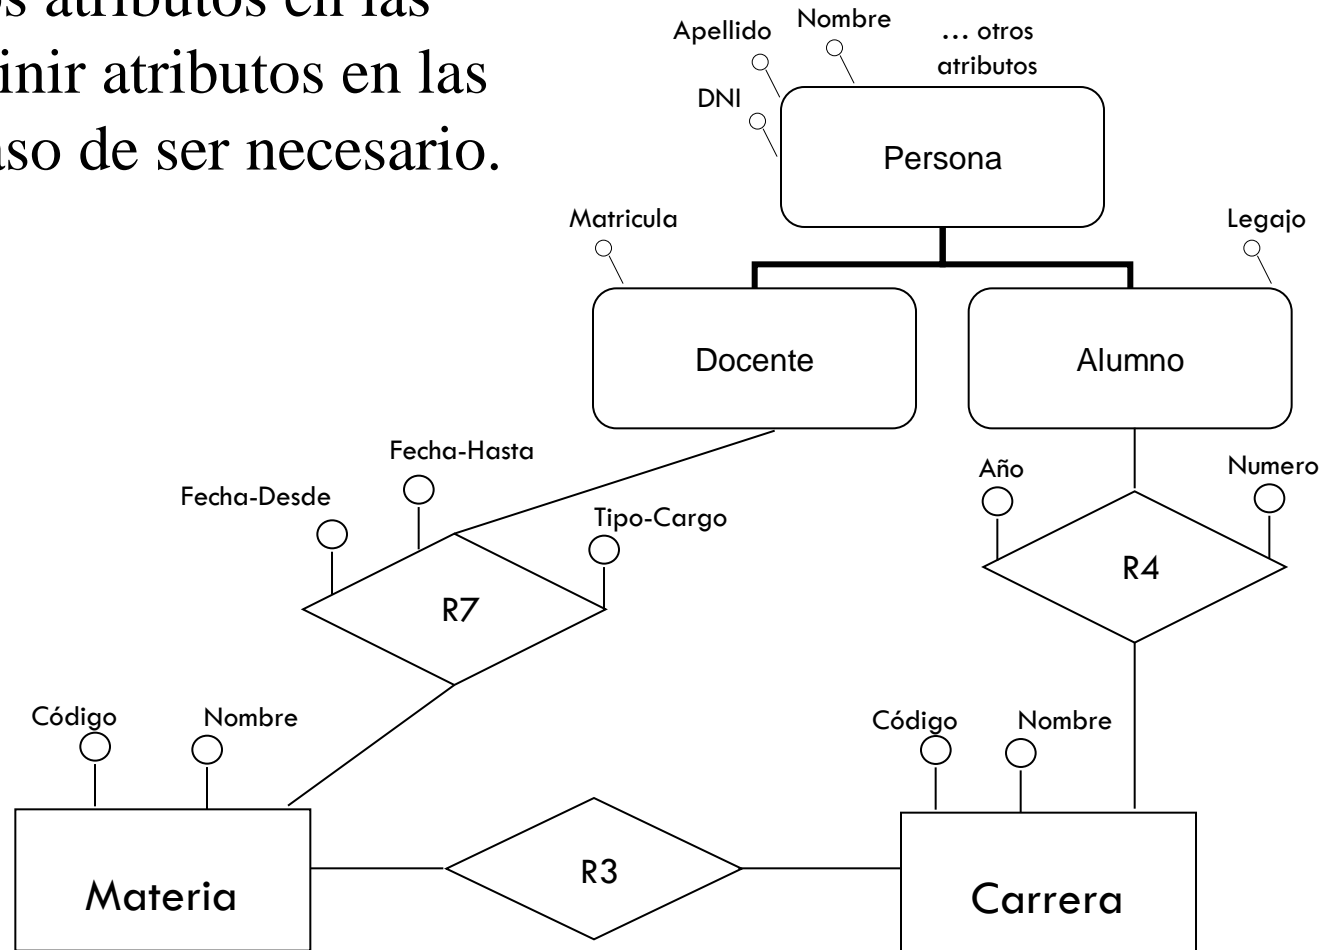 os atributos en las
inir atributos en las
aso de ser necesario.
Apellido
Nombre
... otros
atributos
DNI
Persona
Matricula
Legajo
Docente
Alumno
Fecha-Hasta
Fecha-Desde
Tipo-Cargo
Año
Numero
R7
R4
Código
Nombre
Código
Nombre
Materia
R3
Carrera